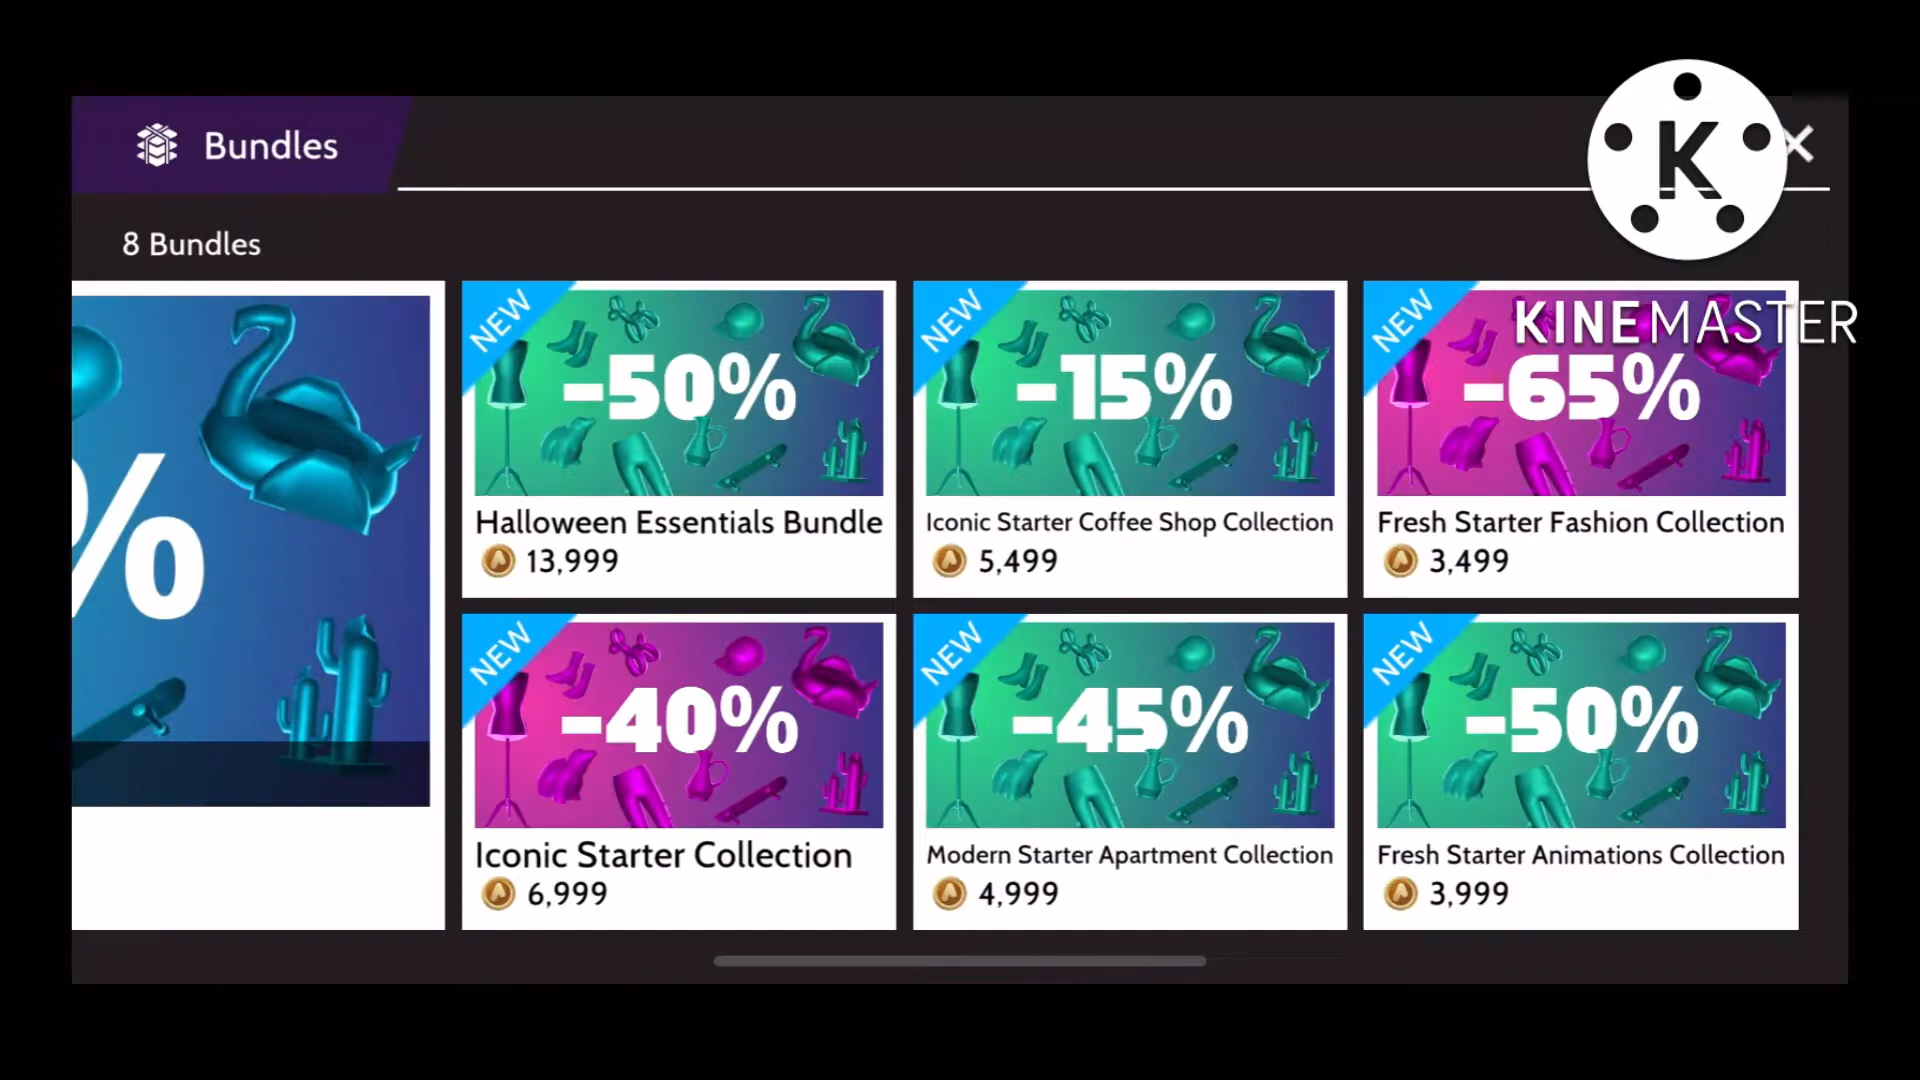 Bundles
K
8 Bundles
KINEMASTER
%
NEW
-50%
Halloween Essentials Bundle
13,999
NEW
-15%
Iconic Starter Coffee Shop Collection
5,499
NEW
-65%
Fresh Starter Fashion Collection
3,499
NEW
-40%
Iconic Starter Collection
6,999
NEW
-45%
Modern Starter Apartment Collection
4,999
NEW
-50%
Fresh Starter Animations Collection
3,999